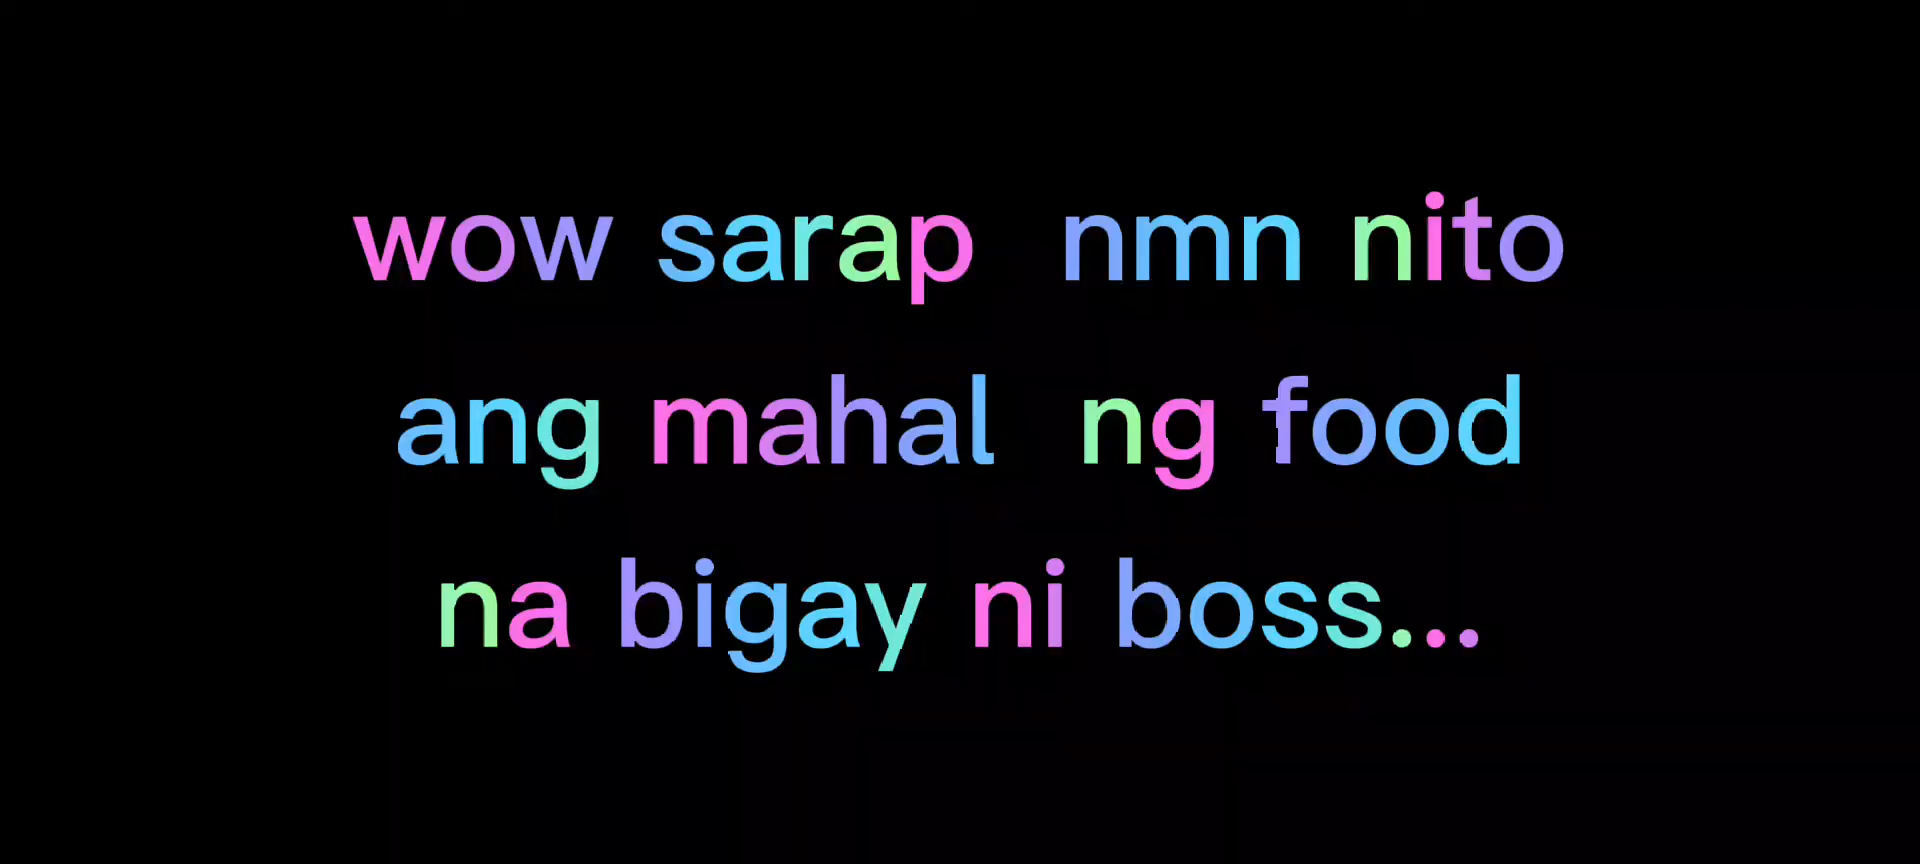 wow sarap  nmn nito
ang mahal  ng food
na bigay ni boss...